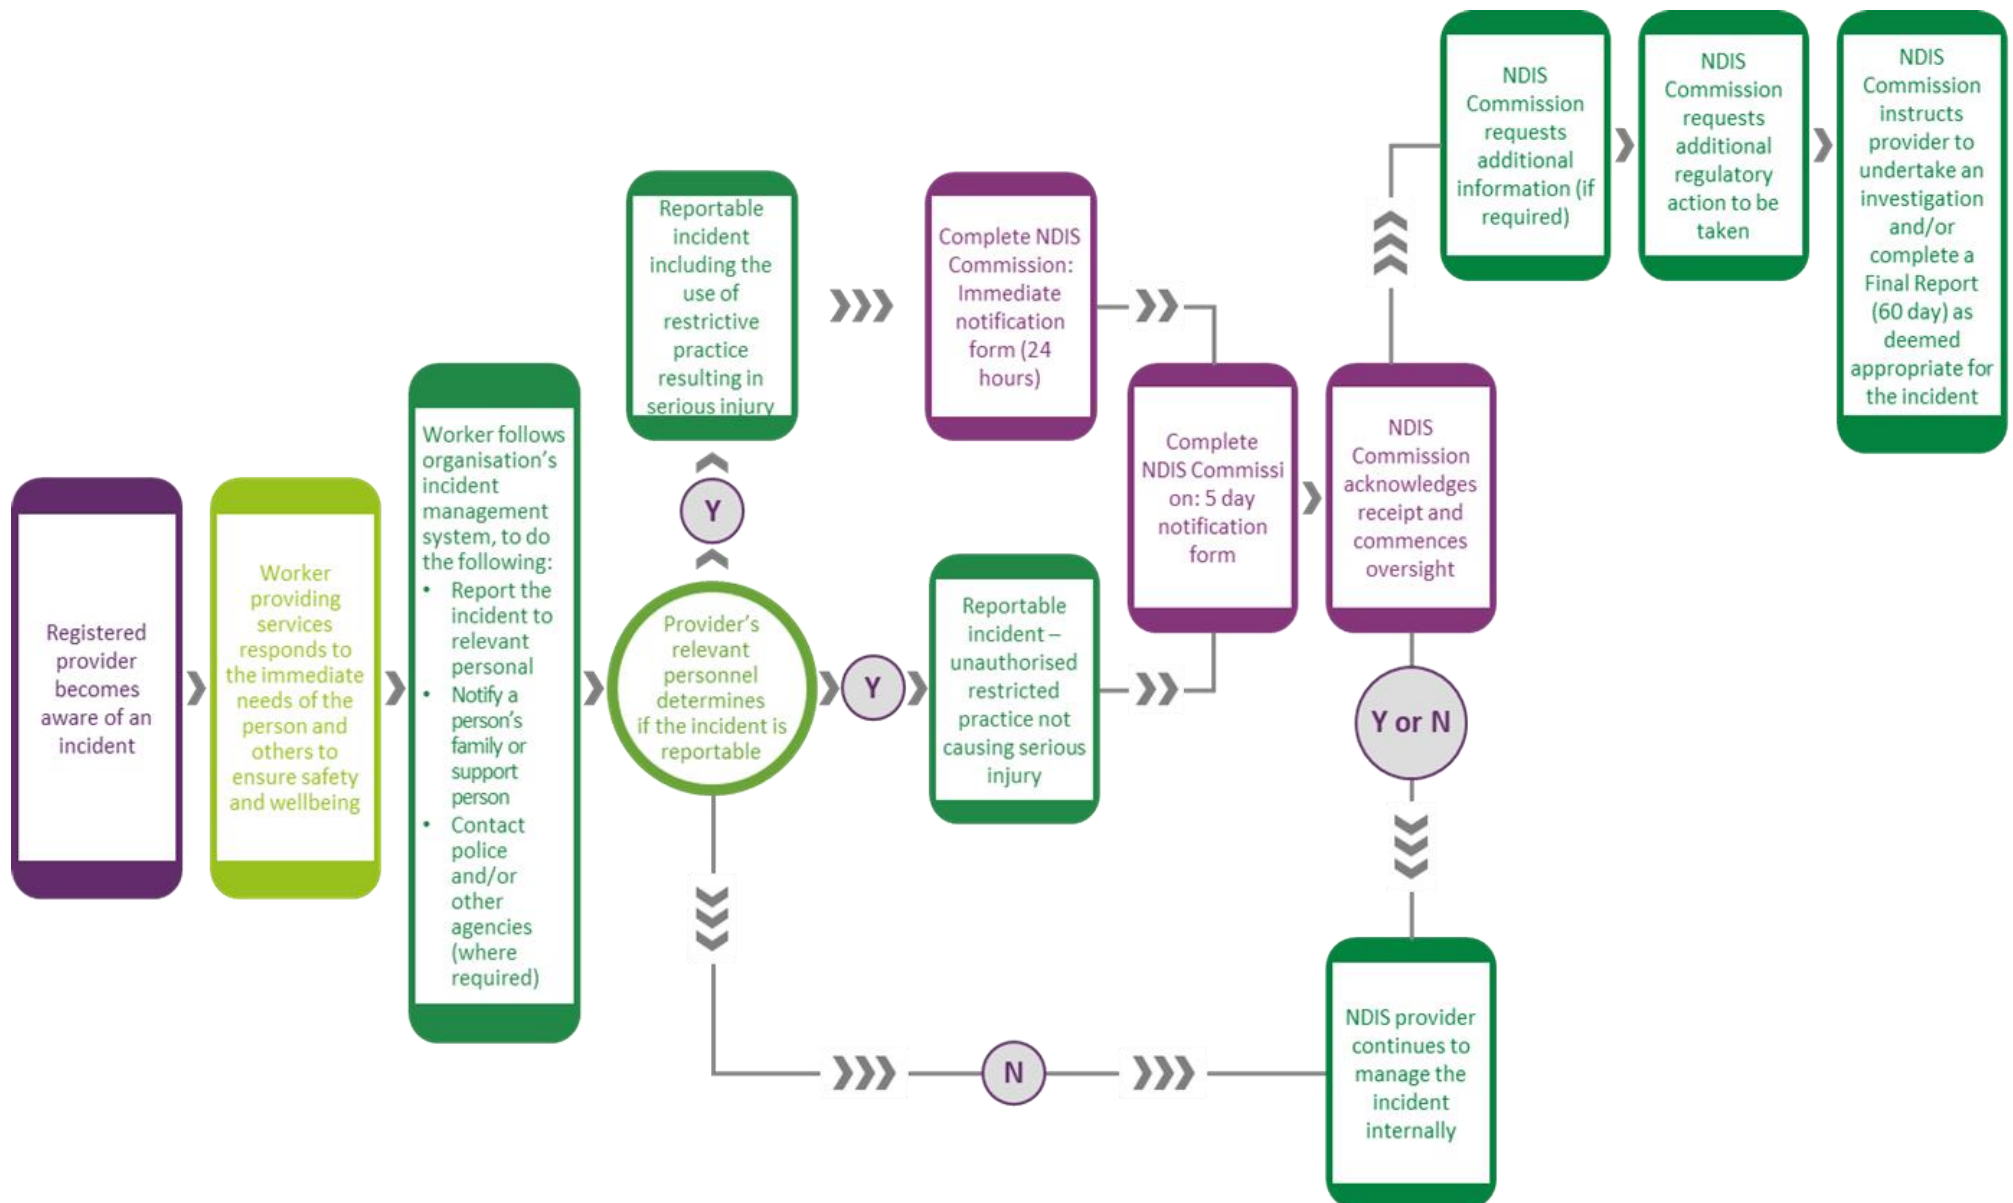 Registered
provider
becomes
aware of an
incident
Worker
providing
services
responds to
the immediate
needs of the
person and
others to
ensure safety
and wellbeing
Worker follows
organisation's
incident
management
system, to do
the following:
• Report the
incident to
relevant
personal
• Notify a
person's
family or
support
person
• Contact
police
and/or
other
agencies
(where
required)
Provider's
relevant
personnel
determines
if the incident is
reportable
Y
Reportable
incident
including the
use of
restrictive
practice
resulting in
serious injury
Complete NDIS
Commission:
Immediate
notification
form (24
hours)
Y
Reportable
incident –
unauthorised
restricted
practice not
causing serious
injury
Complete
NDIS Commissi
on: 5 day
notification
form
NDIS
Commission
acknowledges
receipt and
commences
oversight
NDIS
Commission
requests
additional
information (if
required)
NDIS
Commission
requests
additional
regulatory
action to be
taken
NDIS
Commission
instructs
provider to
undertake an
investigation
and/or
complete a
Final Report
(60 day) as
deemed
appropriate for
the incident
Y or N
N
NDIS provider
continues to
manage the
incident
internally